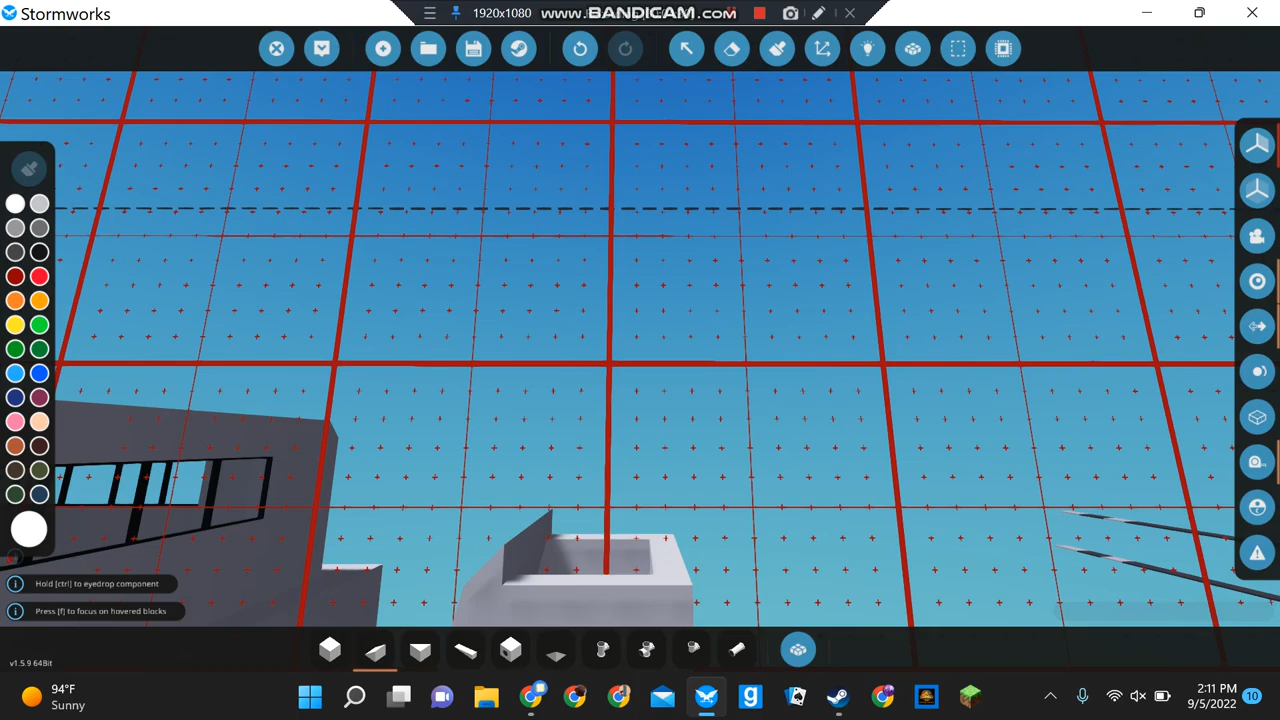 Stormworks
1920x1080
www.BANDICAM.com
Hold [ctrl] to eyedrop component
Press [f] to focus on hovered blocks
v1.5.9 64Bit
94°F
Sunny
2:11 PM
9/5/2022
10